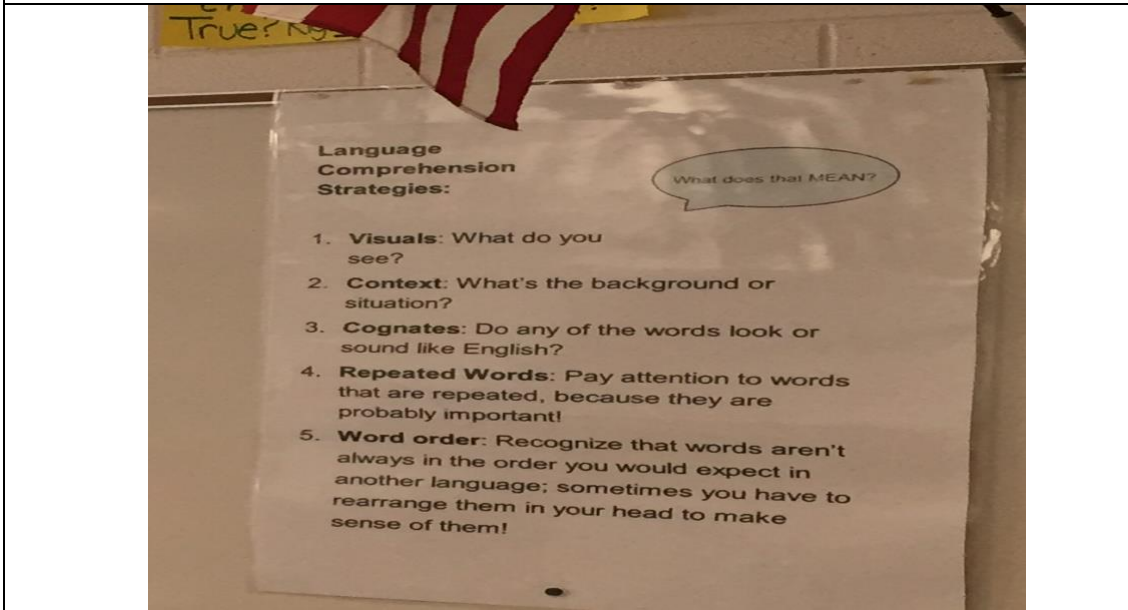 True?
Language
Comprehension
Strategies:
What does that MEAN?
1. Visuals: What do you
see?
2. Context: What's the background or
situation?
3. Cognates: Do any of the words look or
sound like English?
4. Repeated Words: Pay attention to words
that are repeated, because they are
probably important!
5. Word order: Recognize that words aren't
always in the order you would expect in
another language; sometimes you have to
rearrange them in your head to make
sense of them!